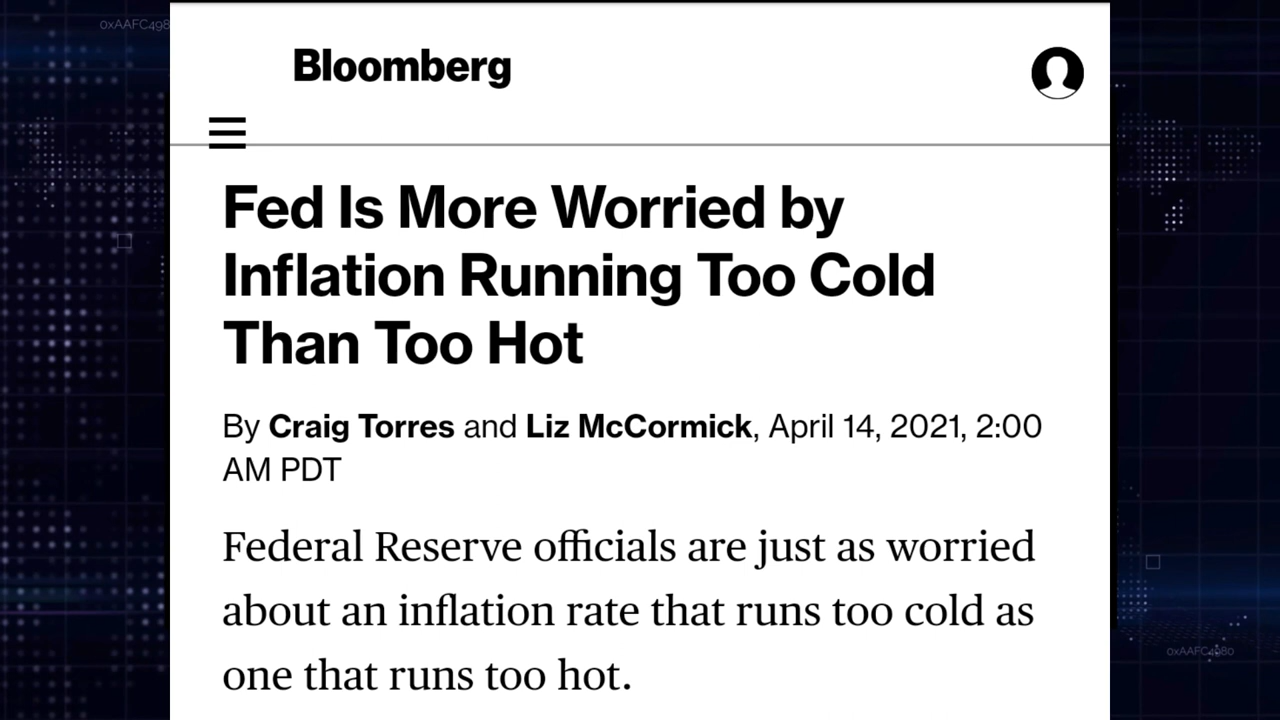 0xAAFC498
Bloomberg
Fed Is More Worried by
Inflation Running Too Cold
Than Too Hot
By Craig Torres and Liz McCormick, April 14, 2021, 2:00
AM PDT
Federal Reserve officials are just as worried
about an inflation rate that runs too cold as
one that runs too hot.
0xAAFC4980